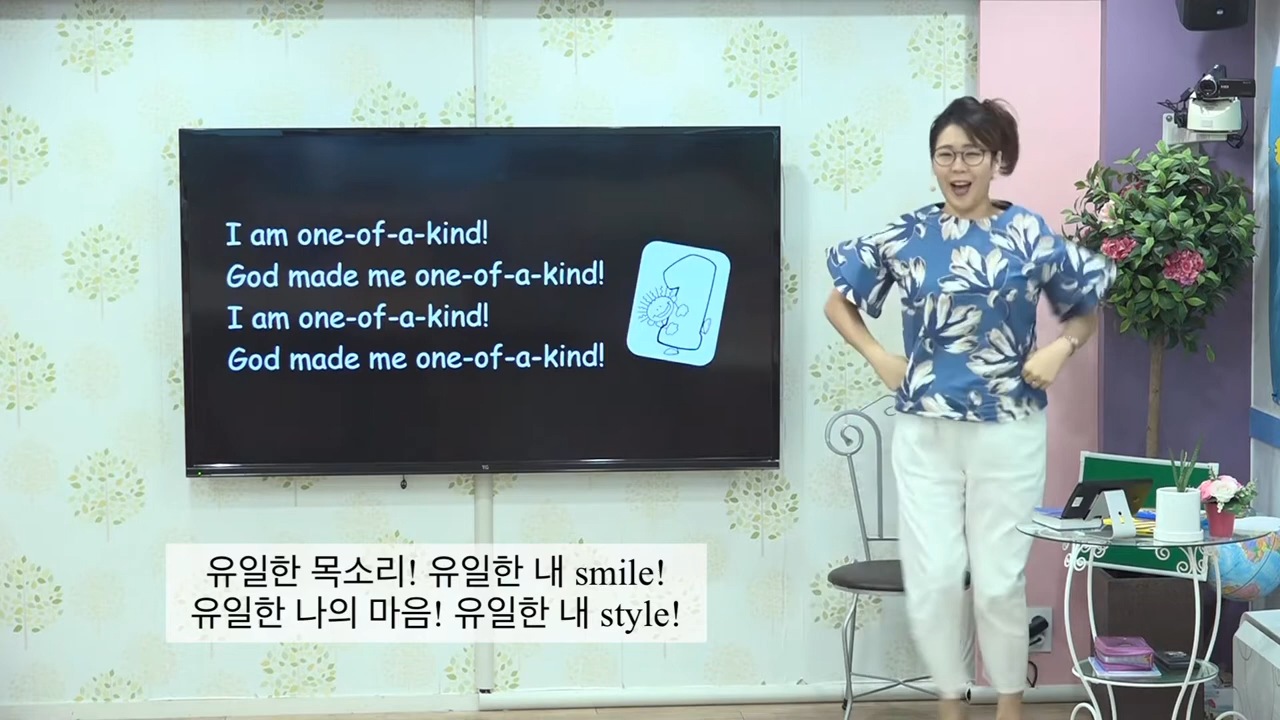 I am one-of-a-kind!
God made me one-of-a-kind!
I am one-of-a-kind!
God made me one-of-a-kind!
TG
유일한 목소리! 유일한 내 smile!
유일한 나의 마음! 유일한 내 style!